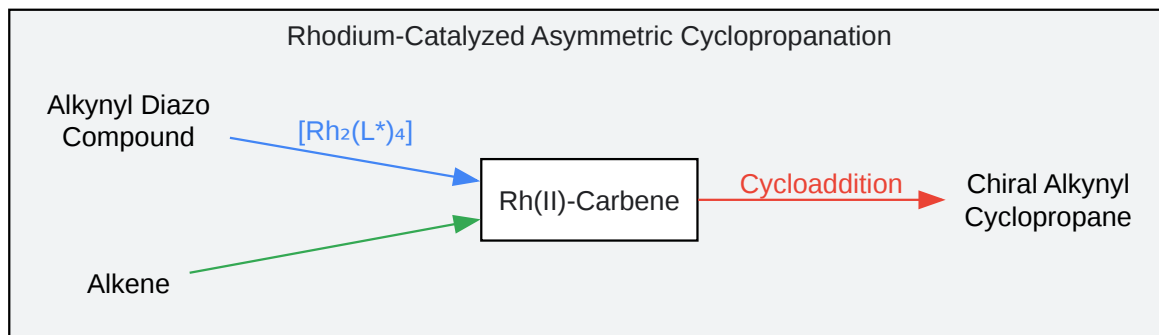 Rhodium-Catalyzed Asymmetric Cyclopropanation
Alkynyl Diazo
Compound
[Rh₂(L*)₄]
Alkene
Rh(II)-Carbene
Cycloaddition
Chiral Alkynyl
Cyclopropane